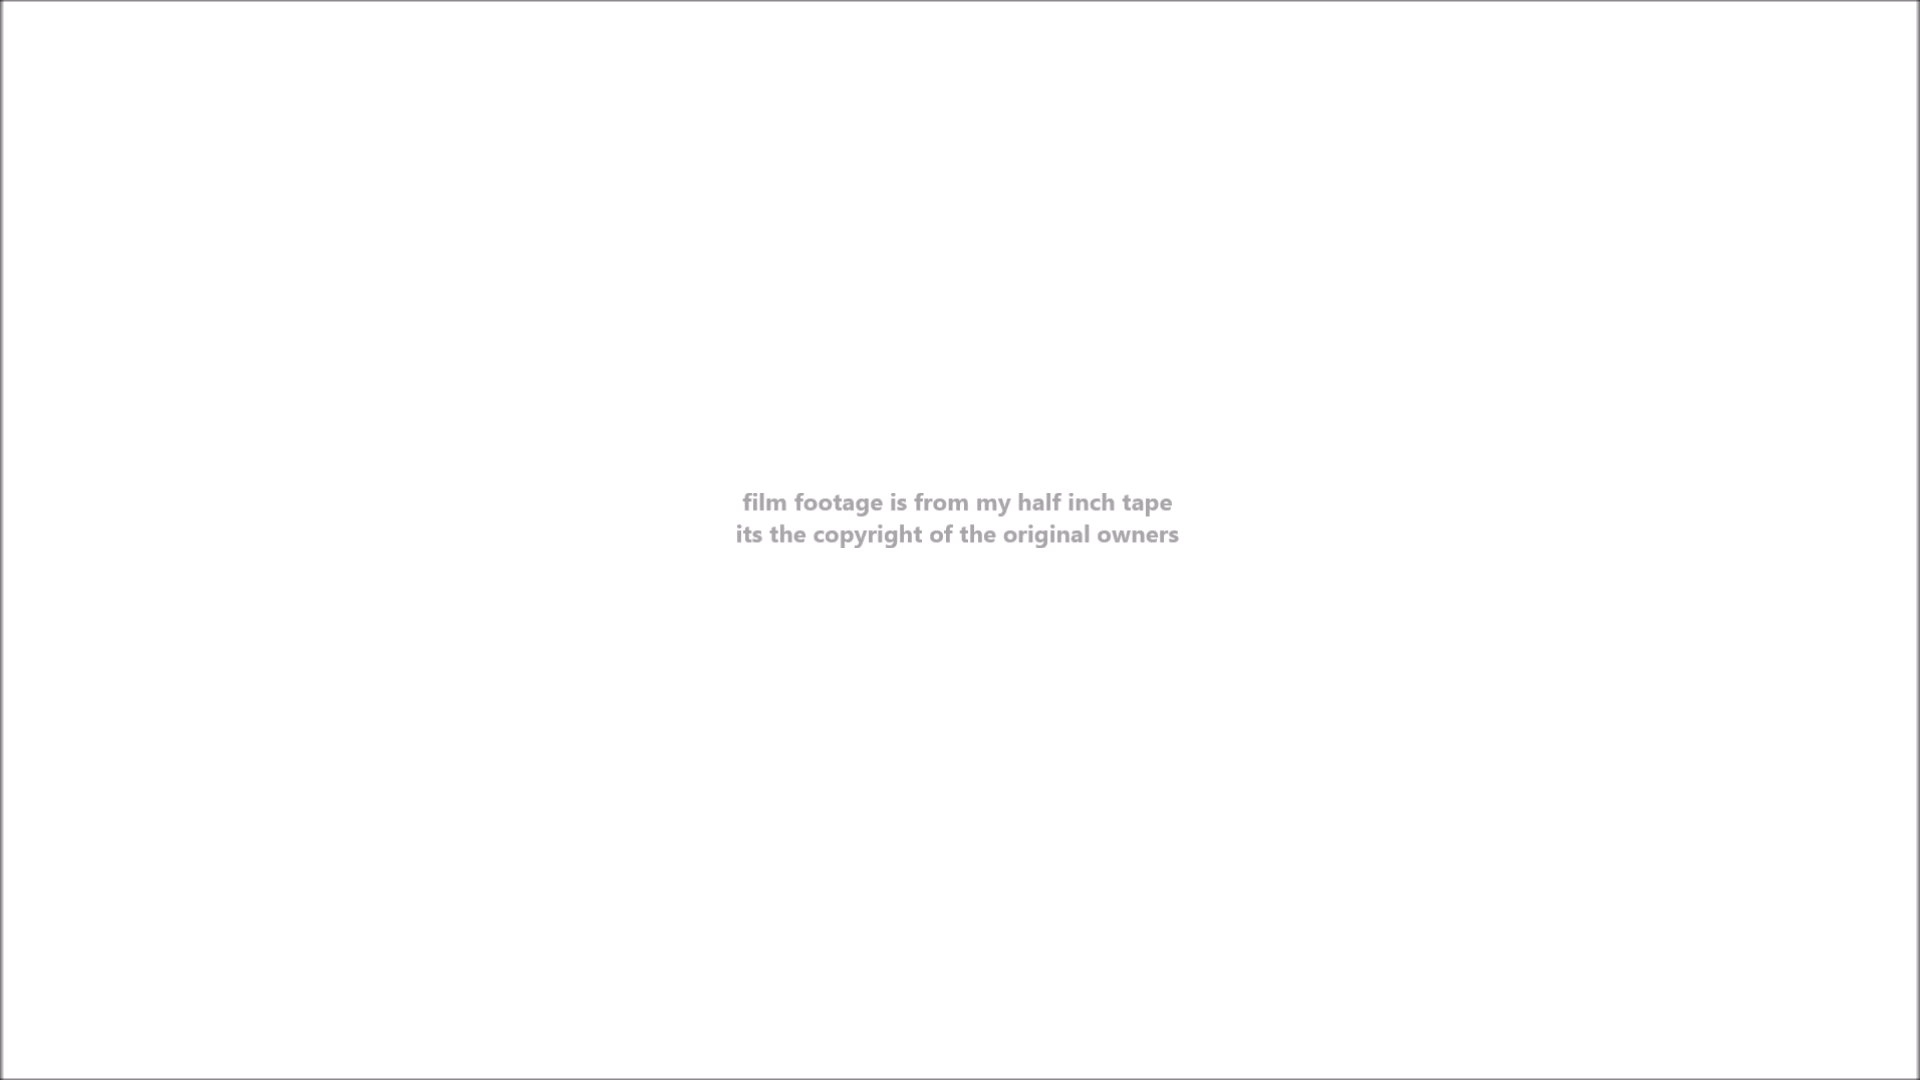 film footage is from my half inch tape
its the copyright of the original owners